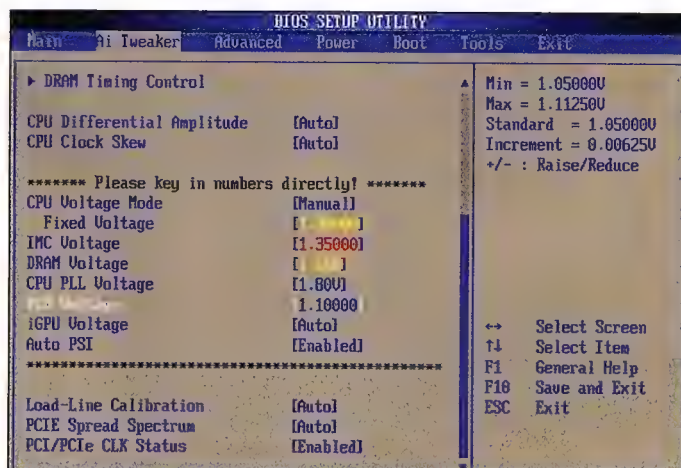 BIOS SETUP UTILITY
Main Ai Tweaker Advanced Power Boot Tools Exit
DRAM Timing Control
CPU Differential Amplitude [Auto]
CPU Clock Skew [Auto]
******* Please key in numbers directly! *******
CPU Voltage Mode [Manual]
Fixed Voltage
IMC Voltage [1.35000]
DRAM Voltage
CPU PLL Voltage [1.80V]
1.10000
iGPU Voltage [Auto]
Auto PSI [Enabled]
Load-Line Calibration [Auto]
PCIE Spread Spectrum [Auto]
PCI/PCIe CLK Status [Enabled]
Min = 1.05000V
Max = 1.11250V
Standard = 1.05000V
Increment = 0.00625V
+/- : Raise/Reduce
↔ Select Screen
↑↓ Select Item
F1 General Help
F10 Save and Exit
ESC Exit